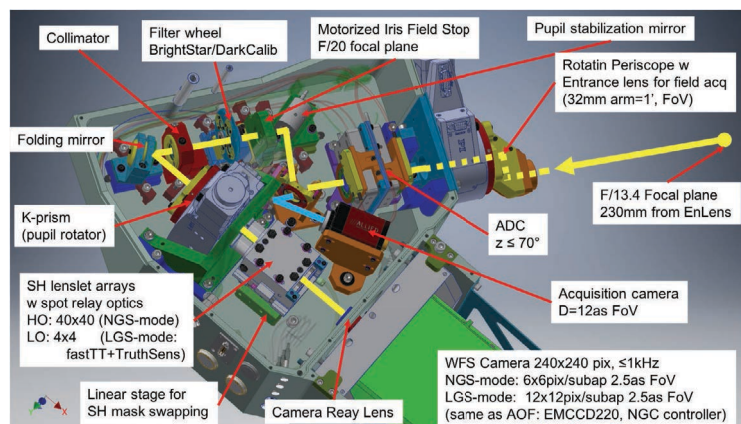 Collimator
Filter wheel
BrightStar/DarkCalib
Motorized Iris Field Stop
F/20 focal plane
Pupil stabilization mirror
Rotatin Periscope w
Entrance lens for field acq
(32mm arm=1', FoV)
Folding mirror
F/13.4 Focal plane
230mm from EnLens
K-prism
(pupil rotator)
ADC
z ≤ 70°
SH lenslet arrays
w spot relay optics
HO: 40x40 (NGS-mode)
LO: 4x4 (LGS-mode:
fastTT+TruthSens)
Acquisition camera
D=12as FoV
Linear stage for
SH mask swapping
Camera Reay Lens
WFS Camera 240x240 pix, ≤1kHz
NGS-mode: 6x6pix/subap 2.5as FoV
LGS-mode: 12x12pix/subap 2.5as FoV
(same as AOF: EMCCD220, NGC controller)